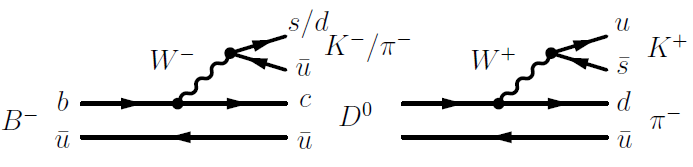 s/d u
W⁻ K⁻/π⁻ W⁺ K⁺
ū s̄
b c d
B⁻ D⁰ π⁻
ū ū ū